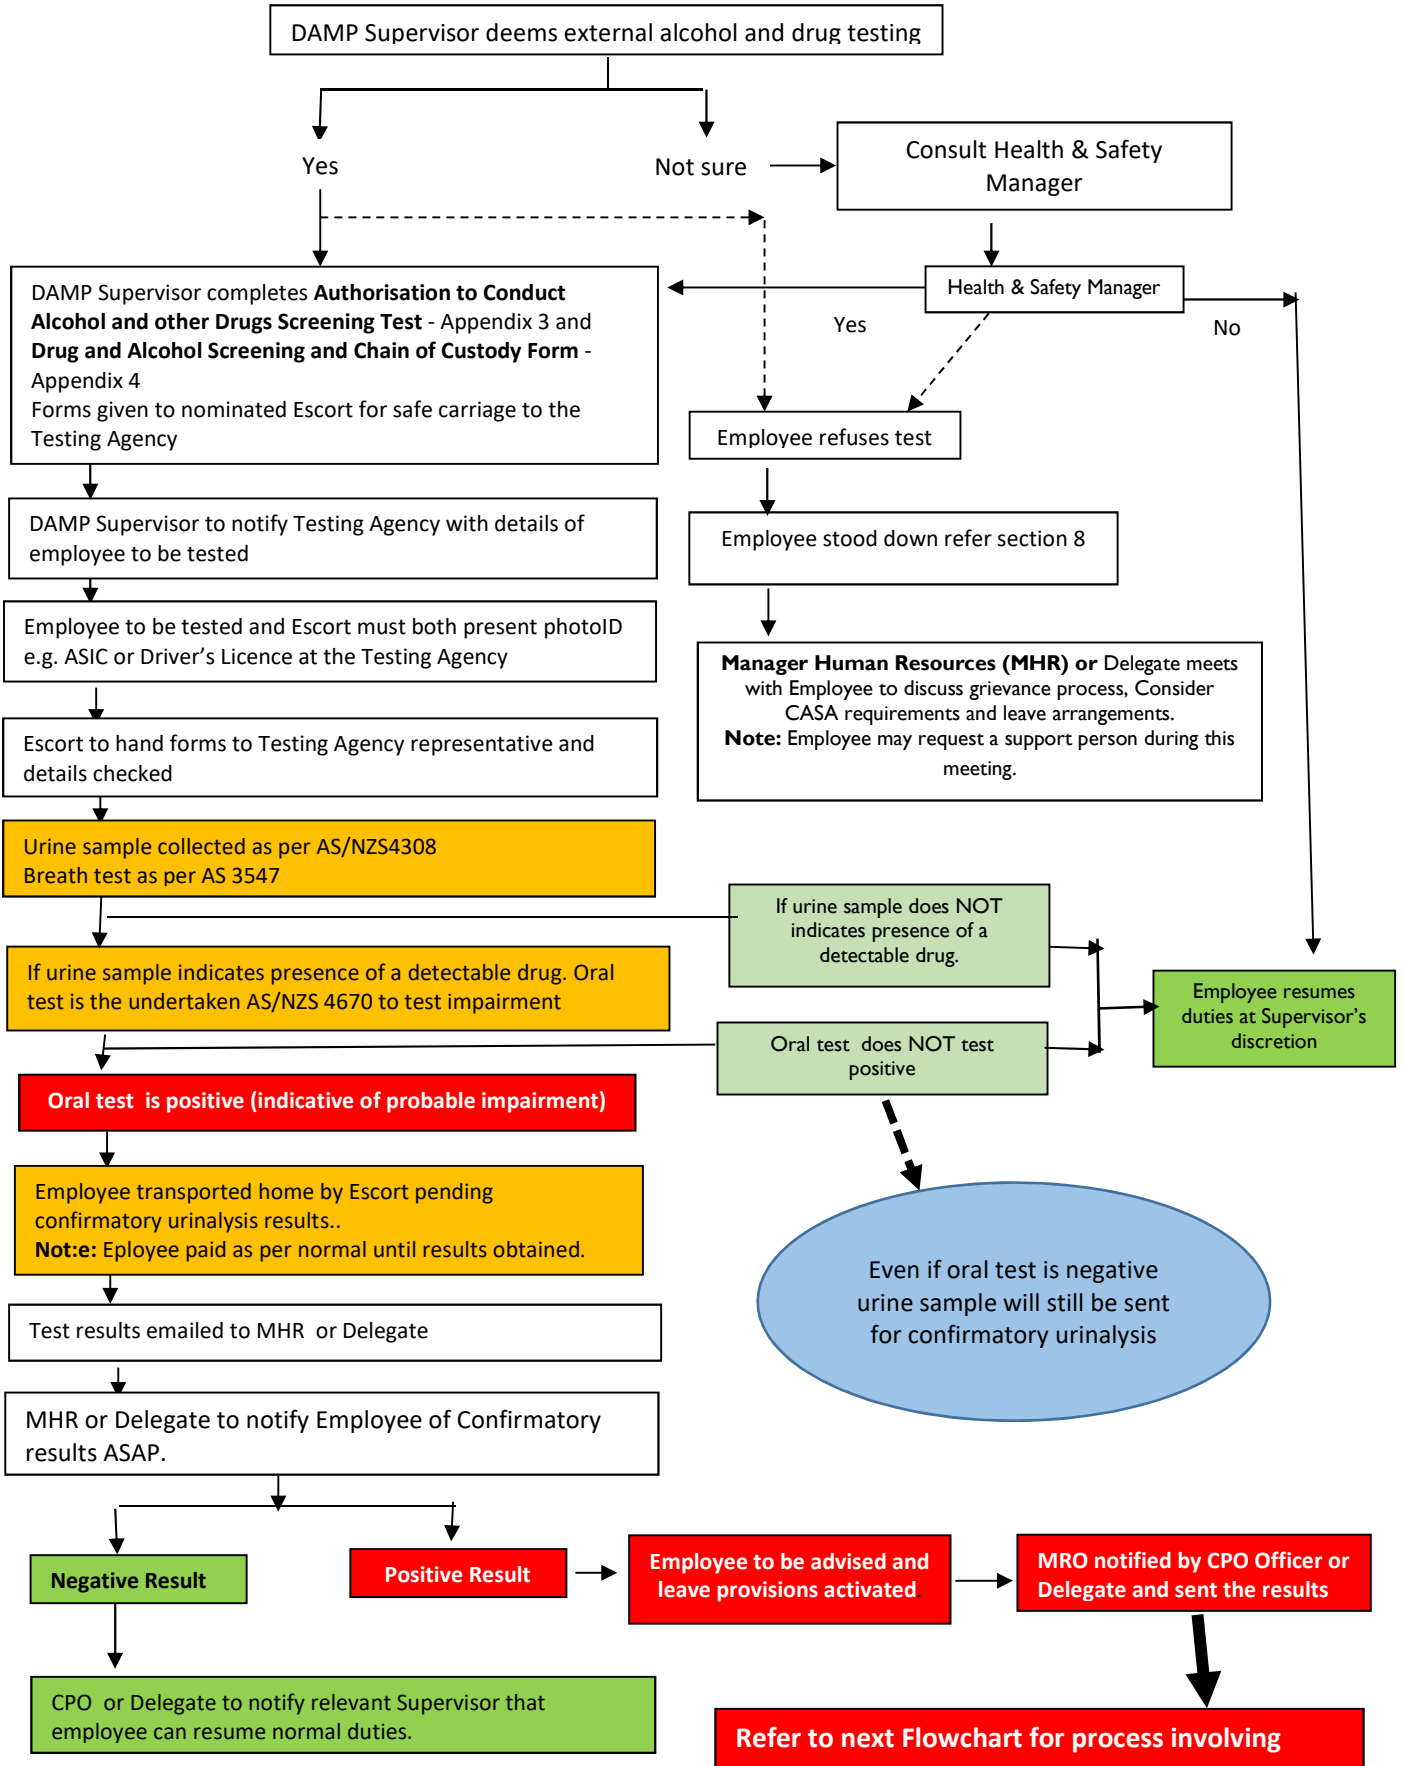 DAMP Supervisor deems external alcohol and drug testing
Yes
Not sure
Consult Health & Safety
Manager
Health & Safety Manager
Yes
No
DAMP Supervisor completes Authorisation to Conduct
Alcohol and other Drugs Screening Test - Appendix 3 and
Drug and Alcohol Screening and Chain of Custody Form -
Appendix 4
Forms given to nominated Escort for safe carriage to the
Testing Agency
Employee refuses test
DAMP Supervisor to notify Testing Agency with details of
employee to be tested
Employee stood down refer section 8
Employee to be tested and Escort must both present photoID
e.g. ASIC or Driver’s Licence at the Testing Agency
Manager Human Resources (MHR) or Delegate meets
with Employee to discuss grievance process, Consider
CASA requirements and leave arrangements.
Note: Employee may request a support person during this
meeting.
Escort to hand forms to Testing Agency representative and
details checked
Urine sample collected as per AS/NZS4308
Breath test as per AS 3547
If urine sample does NOT
indicates presence of a
detectable drug.
If urine sample indicates presence of a detectable drug. Oral
test is the undertaken AS/NZS 4670 to test impairment
Employee resumes
duties at Supervisor’s
discretion
Oral test does NOT test
positive
Oral test is positive (indicative of probable impairment)
Employee transported home by Escort pending
confirmatory urinalysis results..
Not:e: Eployee paid as per normal until results obtained.
Even if oral test is negative
urine sample will still be sent
for confirmatory urinalysis
Test results emailed to MHR or Delegate
MHR or Delegate to notify Employee of Confirmatory
results ASAP.
Negative Result
Positive Result
Employee to be advised and
leave provisions activated.
MRO notified by CPO Officer or
Delegate and sent the results
CPO or Delegate to notify relevant Supervisor that
employee can resume normal duties.
Refer to next Flowchart for process involving